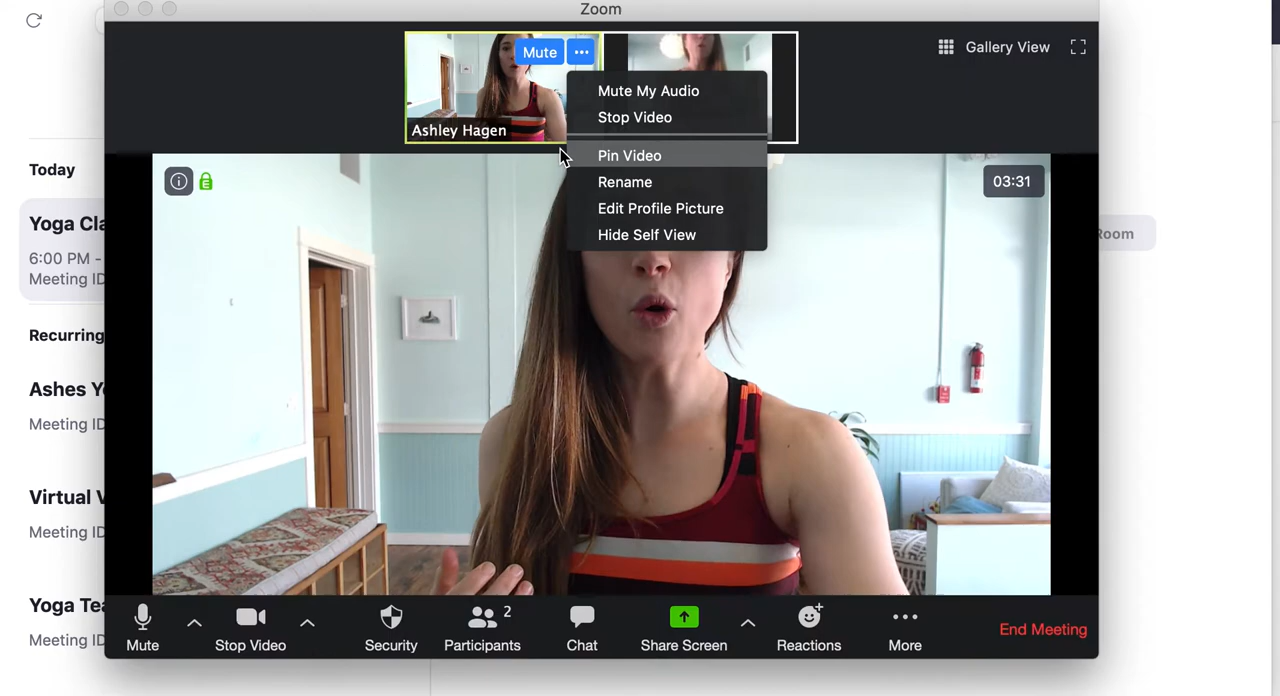 Zoom
Gallery View
Mute
...
Ashley Hagen
Mute My Audio
Stop Video
Pin Video
Rename
Edit Profile Picture
Hide Self View
03:31
Today
Yoga Cla
6:00 PM -
Meeting ID
Recurring
Ashes Y
Meeting ID
Virtual V
Meeting ID
Yoga Tea
Meeting ID
Room
Mute
Stop Video
Security
Participants
2
Chat
Share Screen
Reactions
More
End Meeting